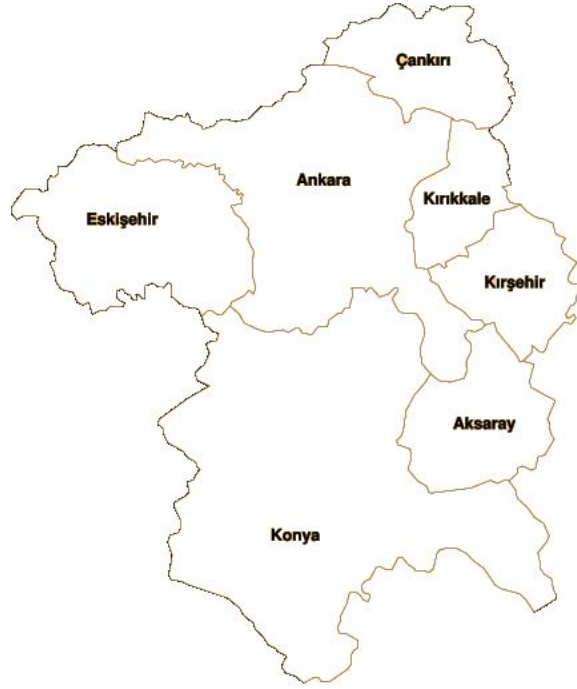 Çankırı
Ankara
Kırıkkale
Eskişehir
Kırşehir
Aksaray
Konya